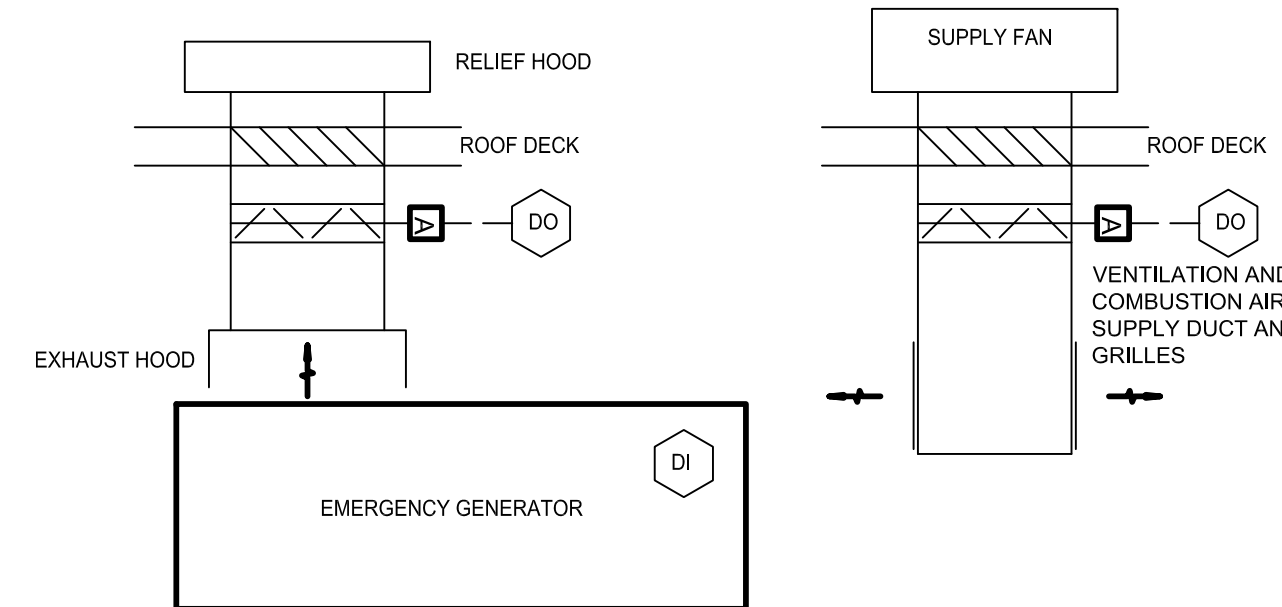 RELIEF HOOD
ROOF DECK
A
DO
EXHAUST HOOD
DI
EMERGENCY GENERATOR
SUPPLY FAN
ROOF DECK
A
DO
VENTILATION AND
COMBUSTION AIR
SUPPLY DUCT AN
GRILLES